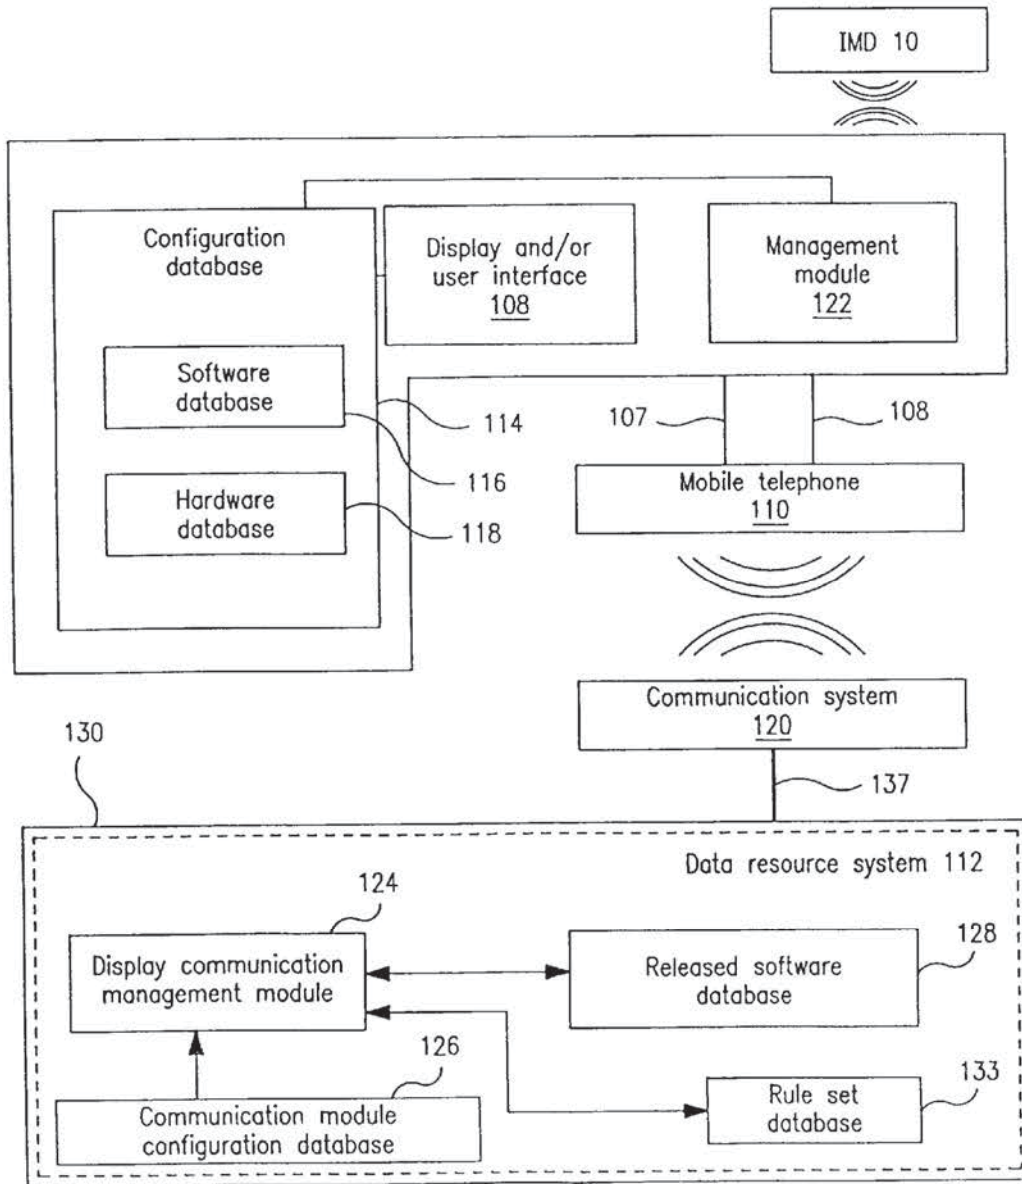 IMD 10
Configuration
database
Display and/or
user interface
108
Management
module
122
Software
database
Hardware
database
114
116
118
107
108
Mobile telephone
110
Communication system
120
137
130
Data resource system 112
124
Display communication
management module
128
Released software
database
126
Communication module
configuration database
133
Rule set
database